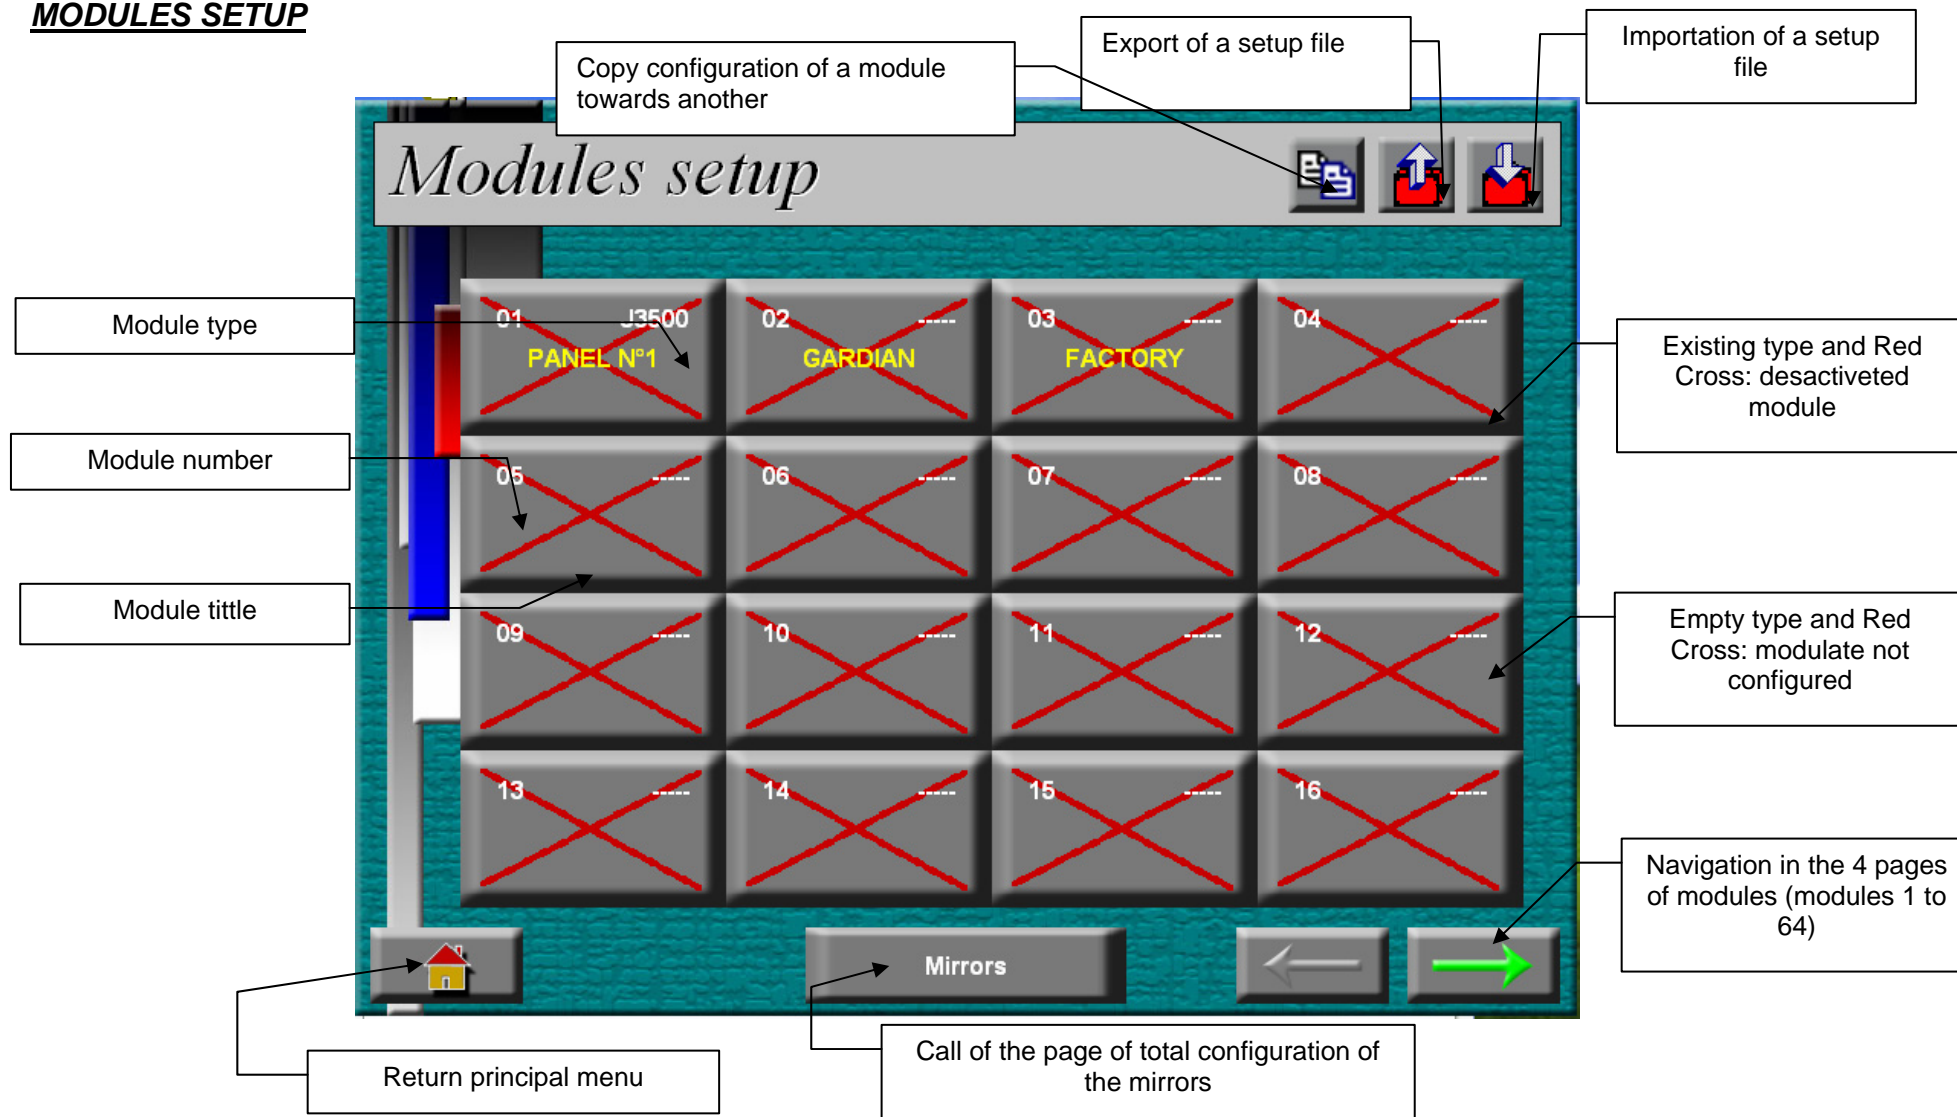 MODULES SETUP
Copy configuration of a module
towards another
Export of a setup file
Importation of a setup
file
Modules setup
Module type
Module number
Module tittle
01 J3500
PANEL N°1
02 -----
GARDIAN
03 -----
FACTORY
04 -----
05 -----
06 -----
07 -----
08 -----
09 -----
10 -----
11 -----
12 -----
13 -----
14 -----
15 -----
16 -----
Existing type and Red
Cross: desactiveted
module
Empty type and Red
Cross: modulate not
configured
Navigation in the 4 pages
of modules (modules 1 to
64)
Mirrors
Return principal menu
Call of the page of total configuration of
the mirrors